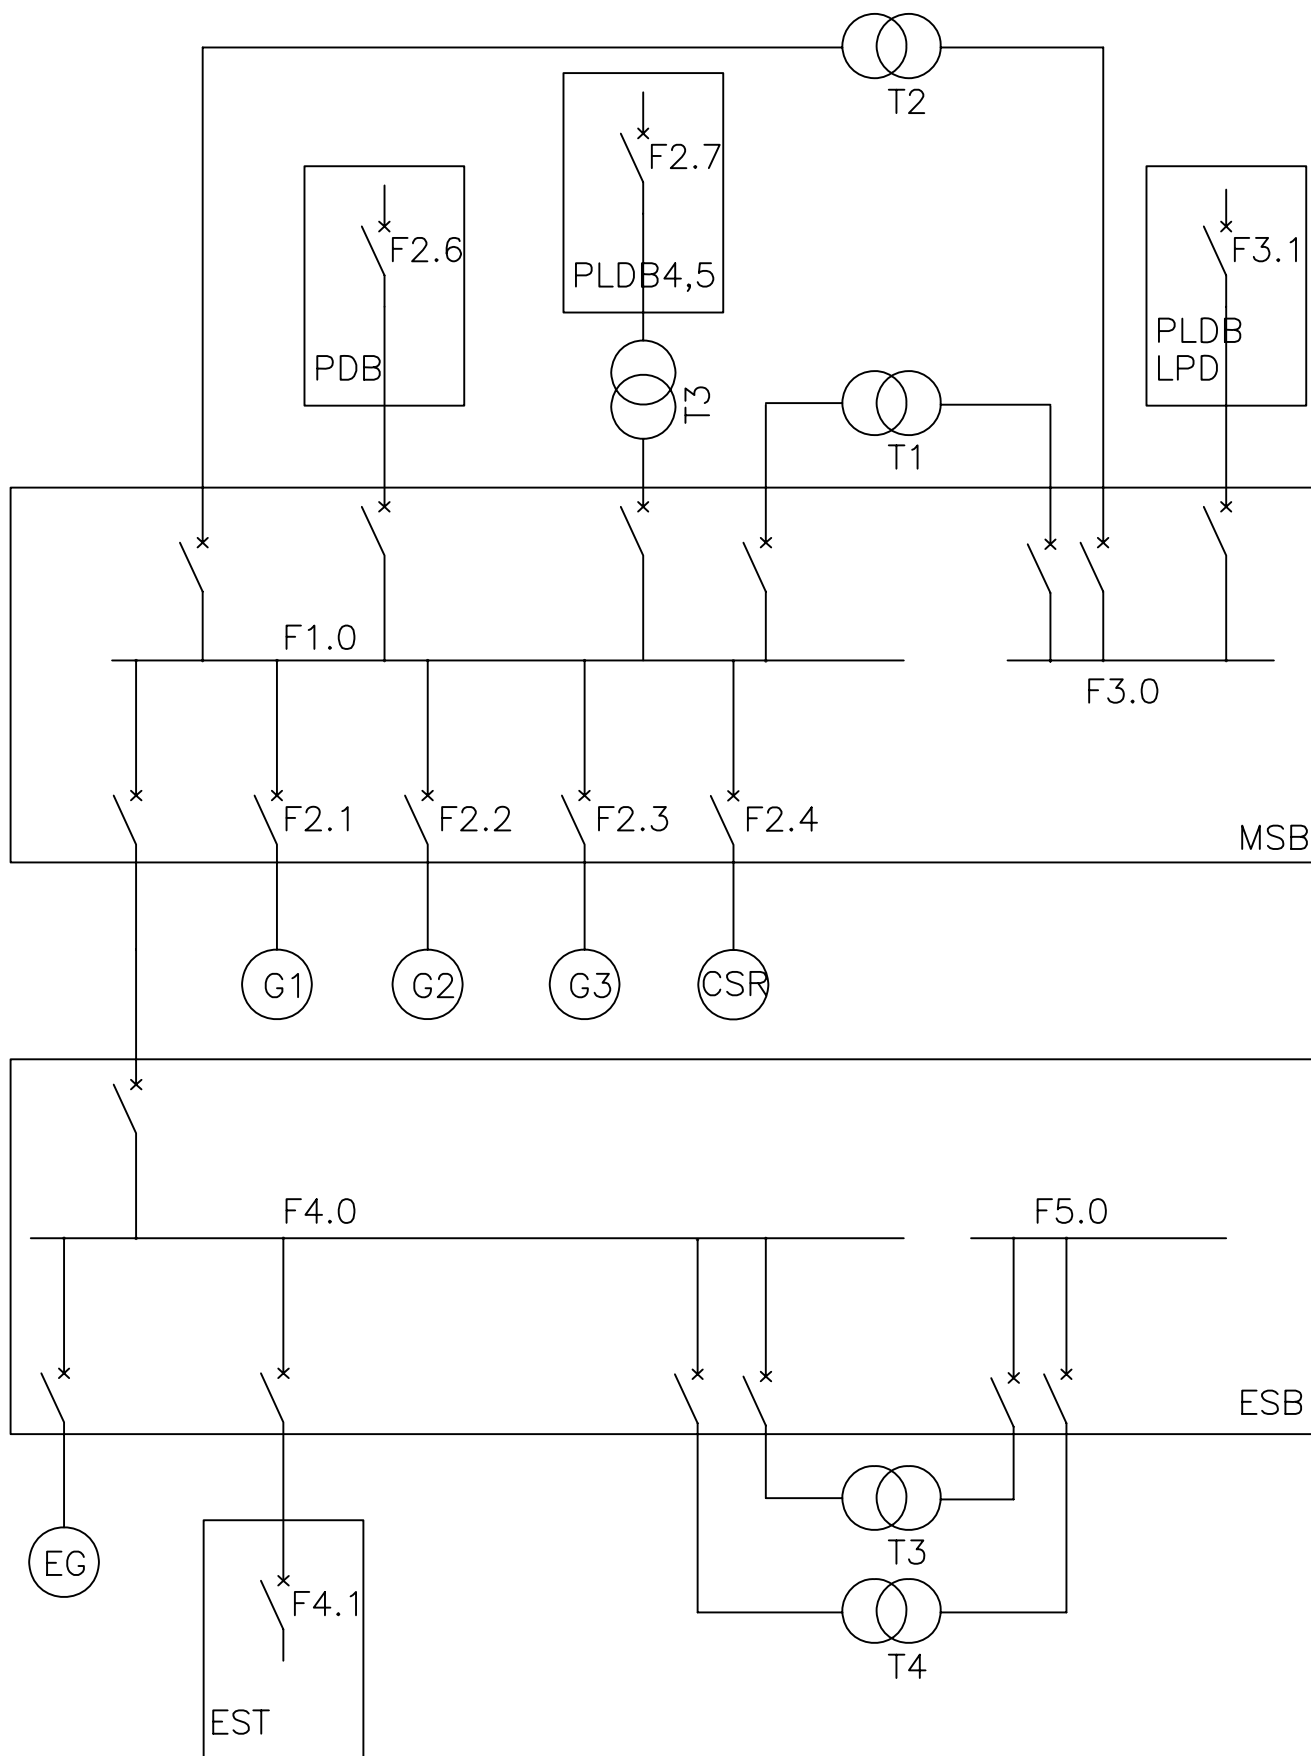 T2
F2.7
F2.6
F3.1
PLDB4,5
PLDB
LPD
PDB
T3
T1
F1.0
F3.0
F2.1
F2.2
F2.3
F2.4
MSB
G1
G2
G3
CSR
F4.0
F5.0
ESB
T3
EG
F4.1
T4
EST